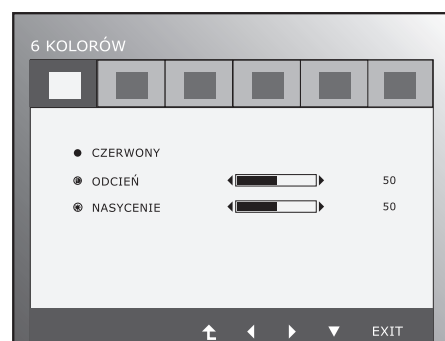 6 KOLORÓW
CZERWONY
ODCIEŃ 50
NASYCENIE 50
EXIT